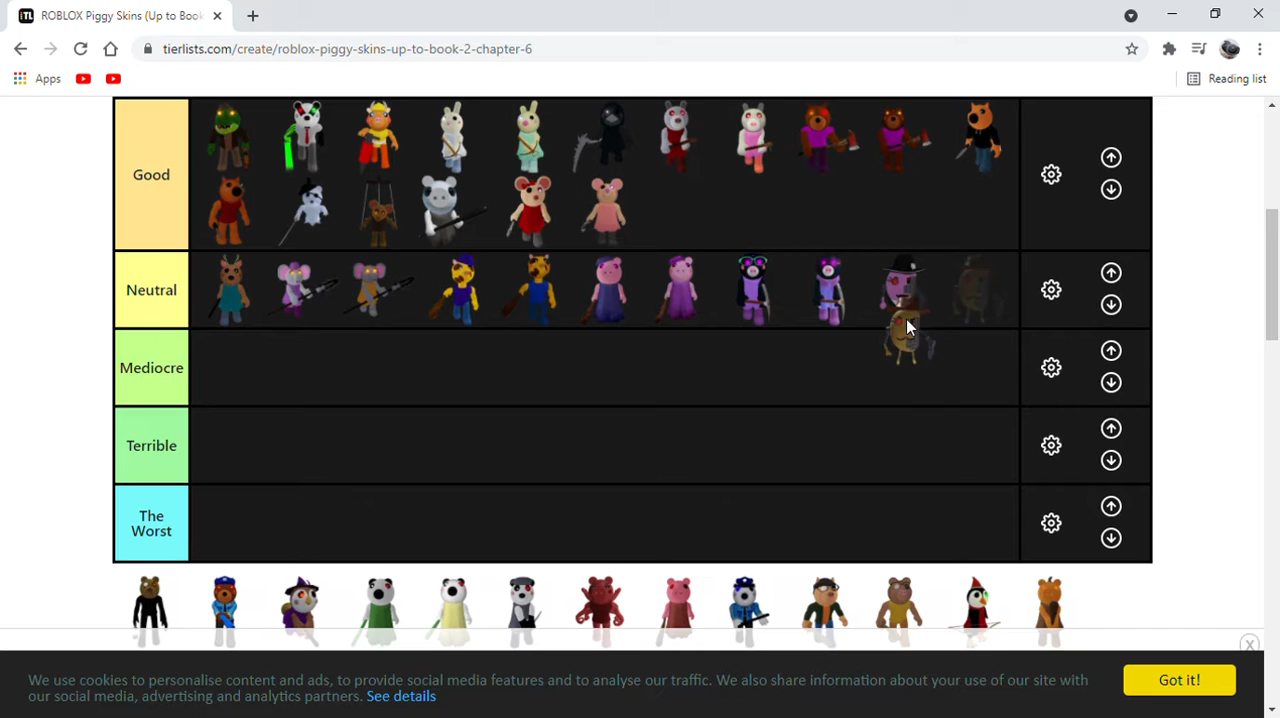 ROBLOX Piggy Skins (Up to Book
tierlists.com/create/roblox-piggy-skins-up-to-book-2-chapter-6
Apps
Reading list
Good
Neutral
Mediocre
Terrible
The
Worst
We use cookies to personalise content and ads, to provide social media features and to analyse our traffic. We also share information about your use of our site with
our social media, advertising and analytics partners. See details
Got it!